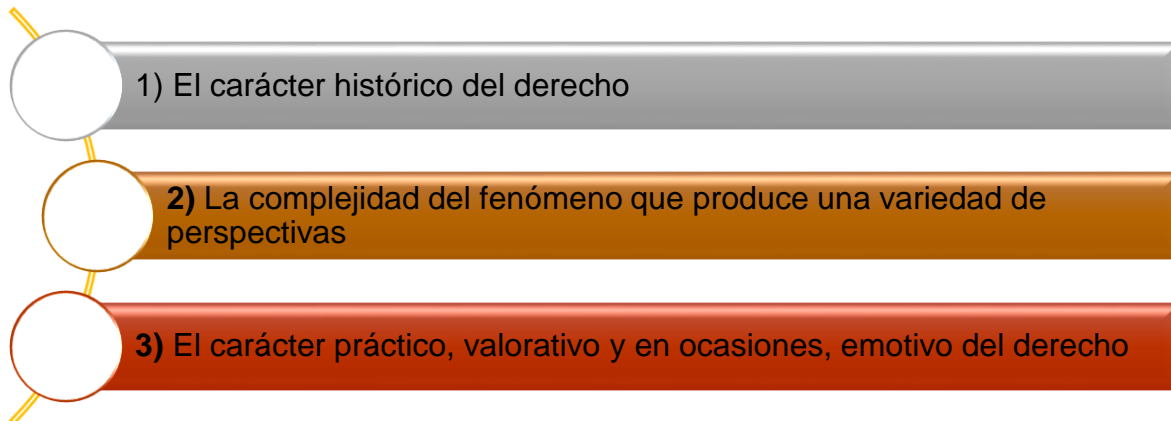 1) El carácter histórico del derecho
2) La complejidad del fenómeno que produce una variedad de
perspectivas
3) El carácter práctico, valorativo y en ocasiones, emotivo del derecho